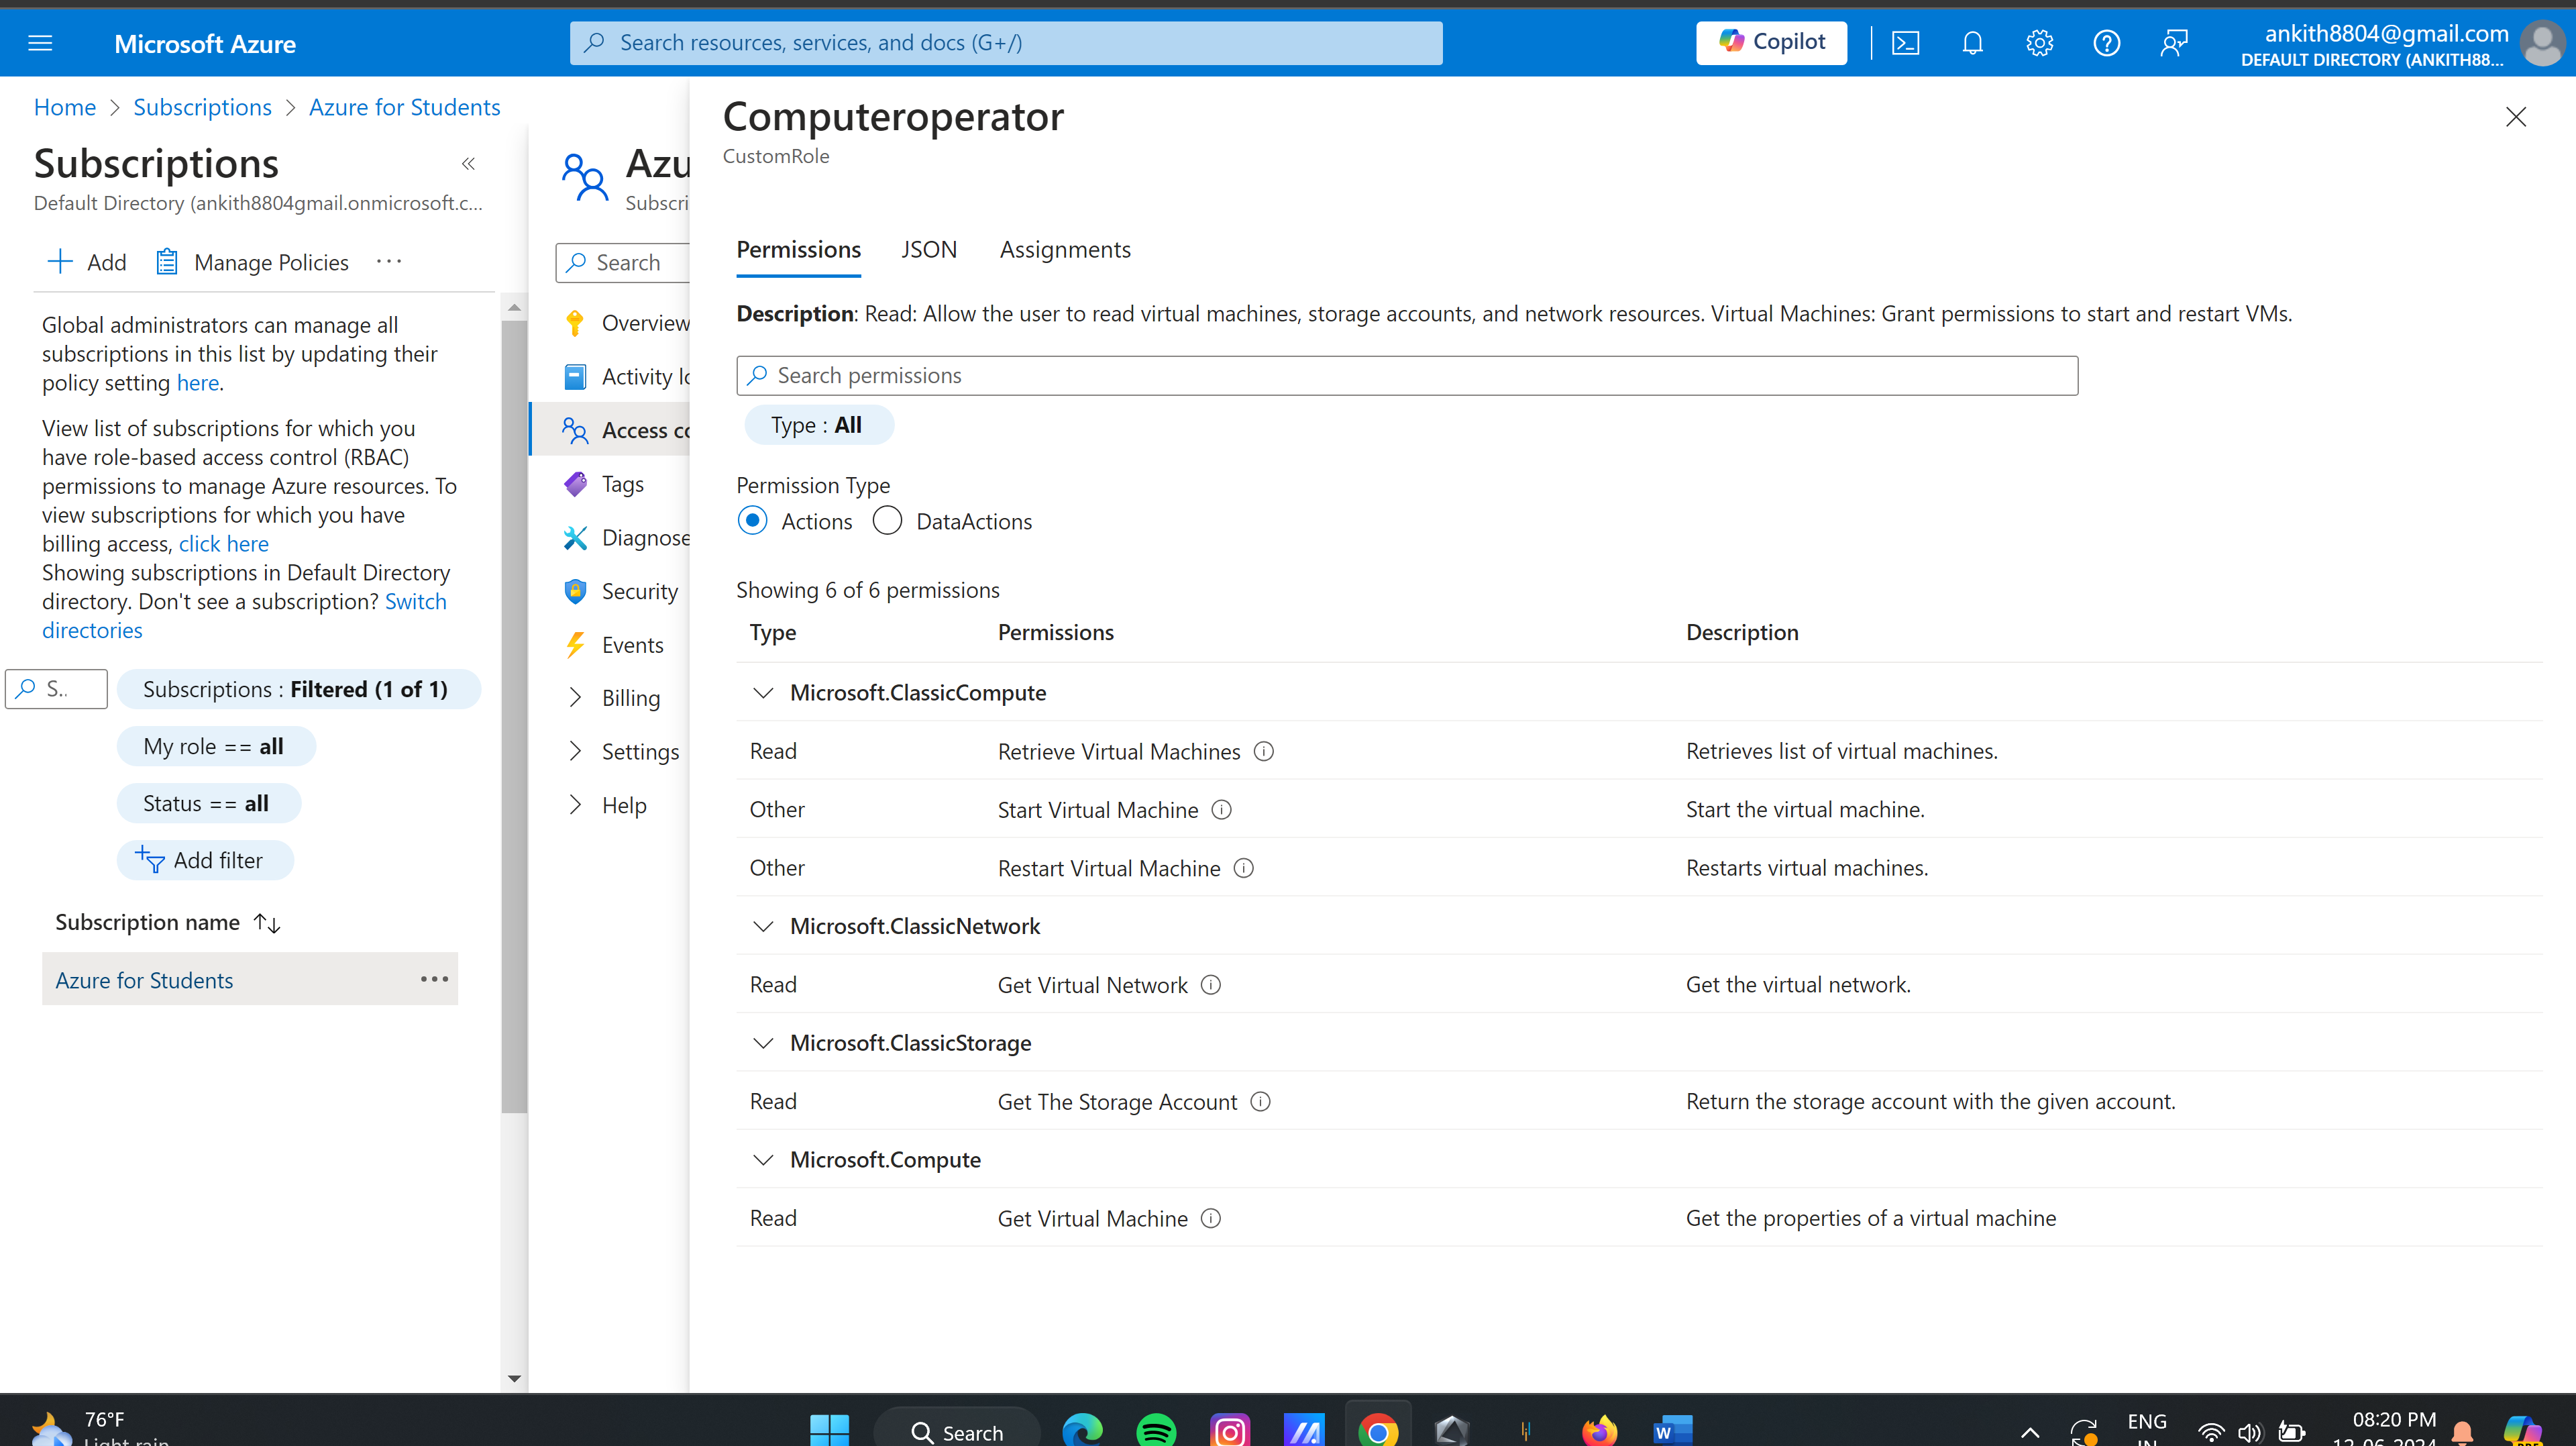 Microsoft Azure
Search resources, services, and docs (G+/)
Copilot
ankith8804@gmail.com
DEFAULT DIRECTORY (ANKITH88...
Home > Subscriptions > Azure for Students
Subscriptions
Default Directory (ankith8804gmail.onmicrosoft.c...
Add
Manage Policies
Global administrators can manage all
subscriptions in this list by updating their
policy setting here.
View list of subscriptions for which you
have role-based access control (RBAC)
permissions to manage Azure resources. To
view subscriptions for which you have
billing access, click here
Showing subscriptions in Default Directory
directory. Don't see a subscription? Switch
directories
S..
Subscriptions : Filtered (1 of 1)
My role == all
Status == all
Add filter
Subscription name
Azure for Students
Azu
Subscri
Search
Overview
Activity lo
Access co
Tags
Diagnose
Security
Events
Billing
Settings
Help
Computeroperator
CustomRole
Permissions JSON Assignments
Description: Read: Allow the user to read virtual machines, storage accounts, and network resources. Virtual Machines: Grant permissions to start and restart VMs.
Search permissions
Type : All
Permission Type
Actions DataActions
Showing 6 of 6 permissions
Type Permissions Description
Microsoft.ClassicCompute
Read Retrieve Virtual Machines Retrieves list of virtual machines.
Other Start Virtual Machine Start the virtual machine.
Other Restart Virtual Machine Restarts virtual machines.
Microsoft.ClassicNetwork
Read Get Virtual Network Get the virtual network.
Microsoft.ClassicStorage
Read Get The Storage Account Return the storage account with the given account.
Microsoft.Compute
Read Get Virtual Machine Get the properties of a virtual machine
76°F
Light rain
Search
ENG
IN
08:20 PM
12-06-2024